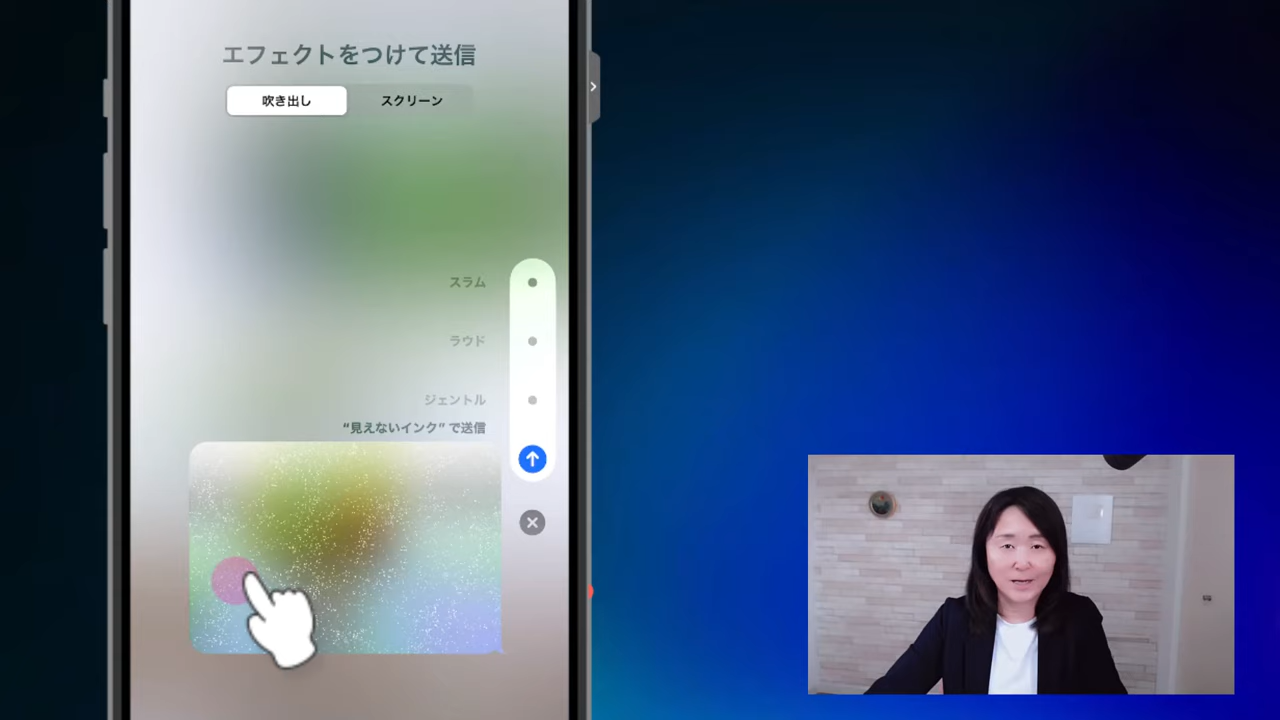 エフェクトをつけて送信
吹き出し
スクリーン
スラム
ラウド
ジェントル
“見えないインク” で送信